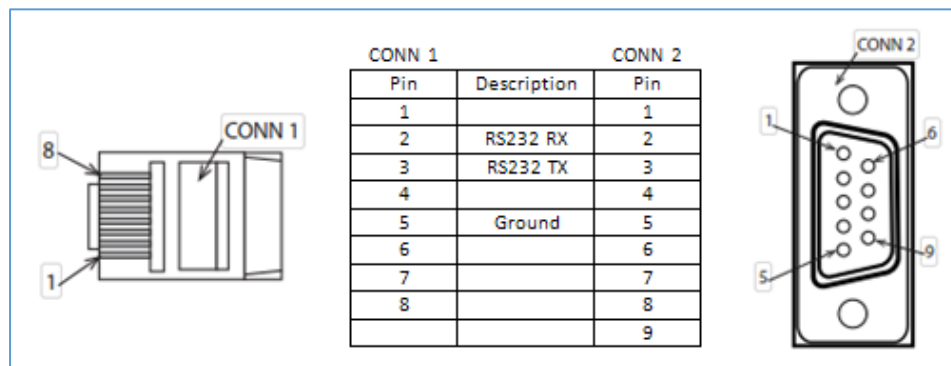 CONN 1 CONN 2
Pin Description Pin
1 1
2 RS232 RX 2
3 RS232 TX 3
4 4
5 Ground 5
6 6
7 7
8 8
9
8
CONN 1
1
CONN 2
1
6
5
9